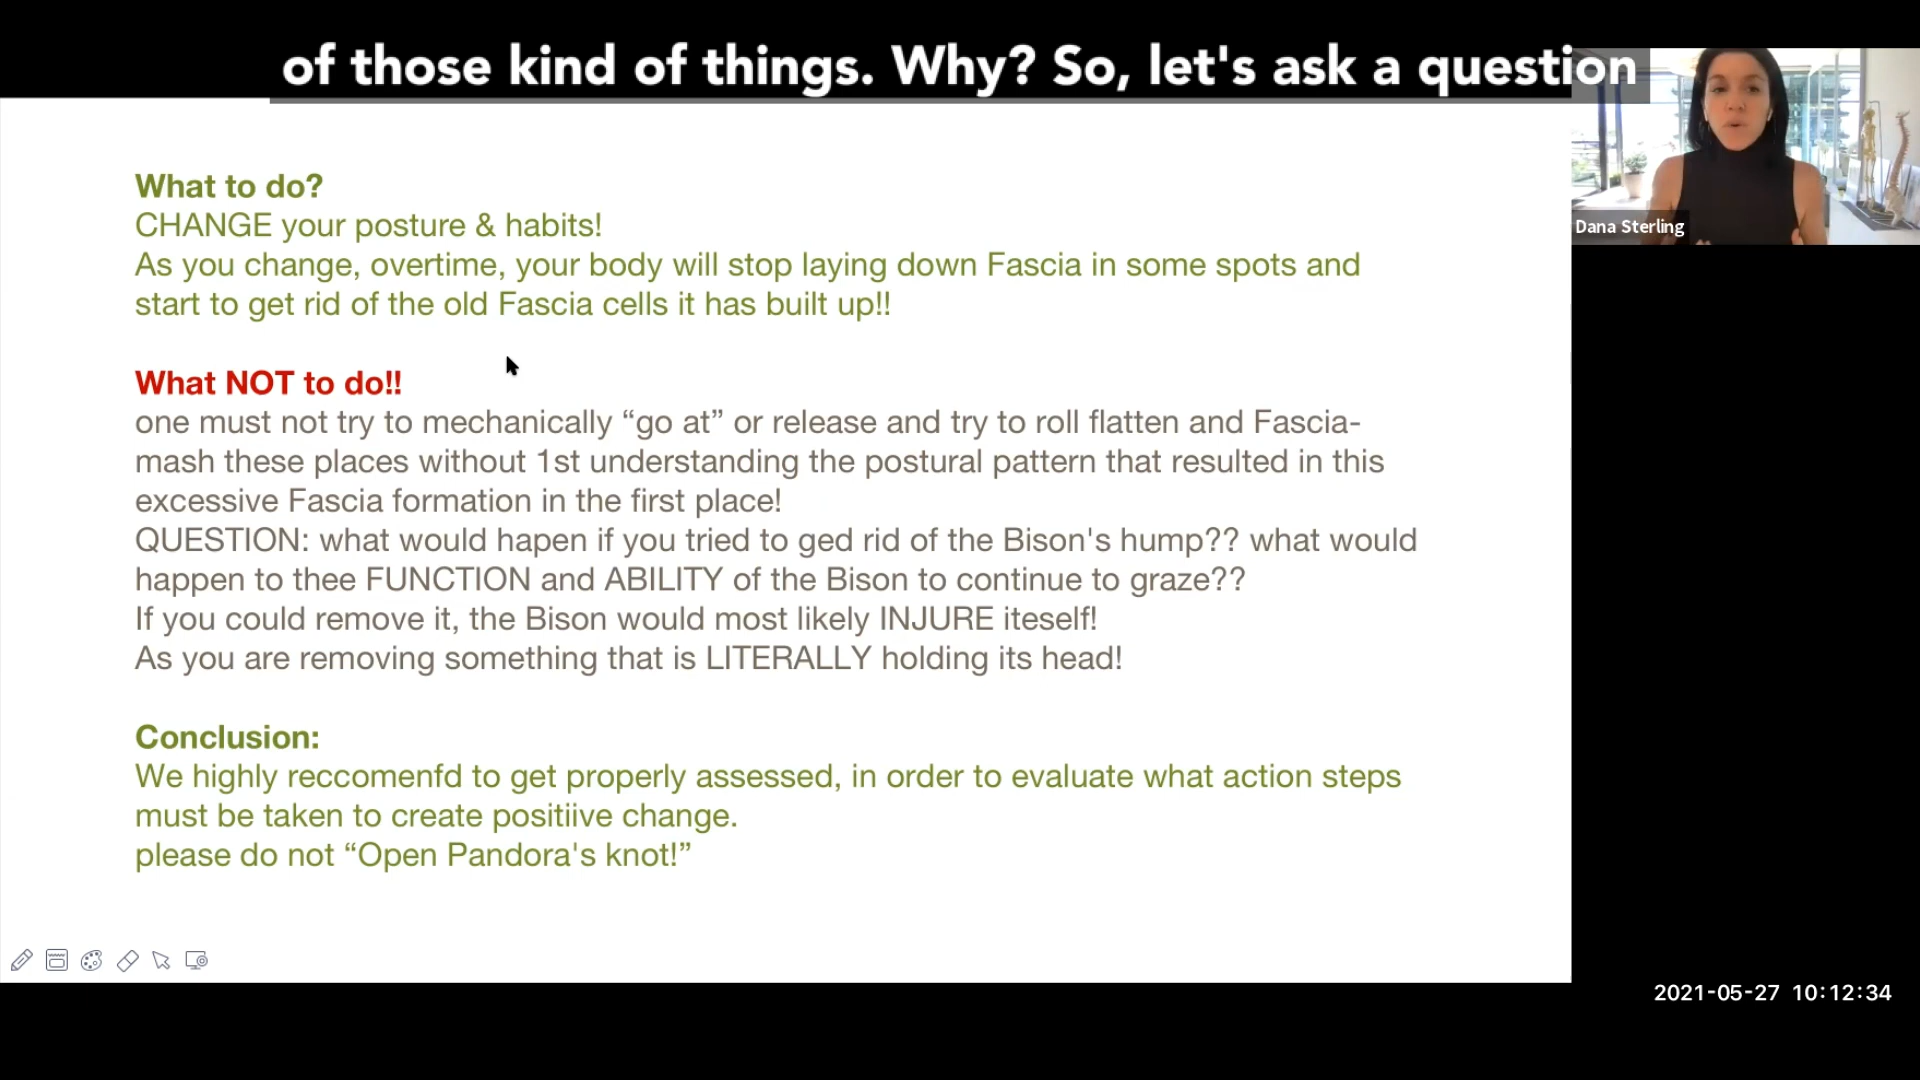 of those kind of things. Why? So, let's ask a question
Dana Sterling
What to do?
CHANGE your posture & habits!
As you change, overtime, your body will stop laying down Fascia in some spots and
start to get rid of the old Fascia cells it has built up!!
What NOT to do!!
one must not try to mechanically “go at” or release and try to roll flatten and Fascia-
mash these places without 1st understanding the postural pattern that resulted in this
excessive Fascia formation in the first place!
QUESTION: what would hapen if you tried to ged rid of the Bison's hump?? what would
happen to thee FUNCTION and ABILITY of the Bison to continue to graze??
If you could remove it, the Bison would most likely INJURE iteself!
As you are removing something that is LITERALLY holding its head!
Conclusion:
We highly reccomenfd to get properly assessed, in order to evaluate what action steps
must be taken to create positiive change.
please do not “Open Pandora's knot!”
2021-05-27 10:12:34